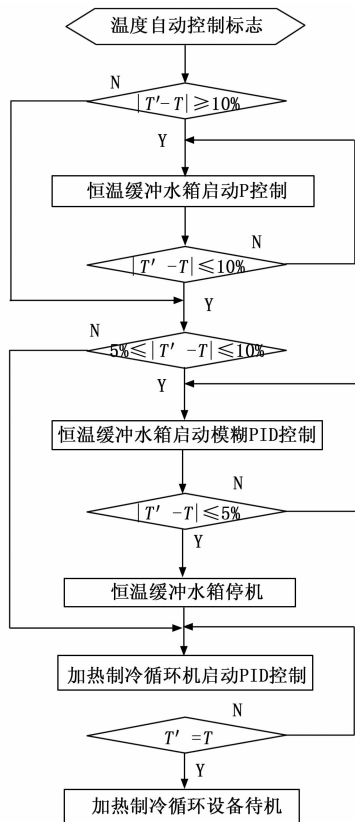 温度自动控制标志
N
|T′-T|≥10%
Y
恒温缓冲水箱启动P控制
N
|T′ -T|≤10%
Y
N
5%≤|T′ -T|≤10%
Y
恒温缓冲水箱启动模糊PID控制
N
|T′ -T|≤5%
Y
恒温缓冲水箱停机
加热制冷循环机启动PID控制
N
T′ =T
Y
加热制冷循环设备待机